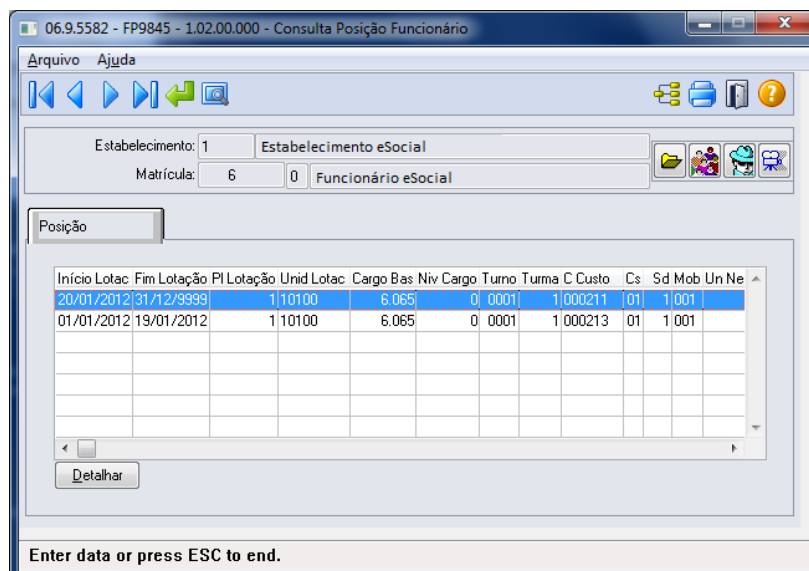 06.9.5582 - FP9845 - 1.02.00.000 - Consulta Posição Funcionário
Arquivo Ajuda
Estabelecimento: 1 Estabelecimento eSocial
Matrícula: 6 0 Funcionário eSocial
Posição
Início Lotac Fim Lotação Pl Lotação Unid Lotac Cargo Bas Niv Cargo Turno Turma C Custo Cs Sd Mob Un Ne
20/01/2012 31/12/9999 1 10100 6.065 0 0001 1 000211 01 1 001
01/01/2012 19/01/2012 1 10100 6.065 0 0001 1 000213 01 1 001
Detalhar
Enter data or press ESC to end.